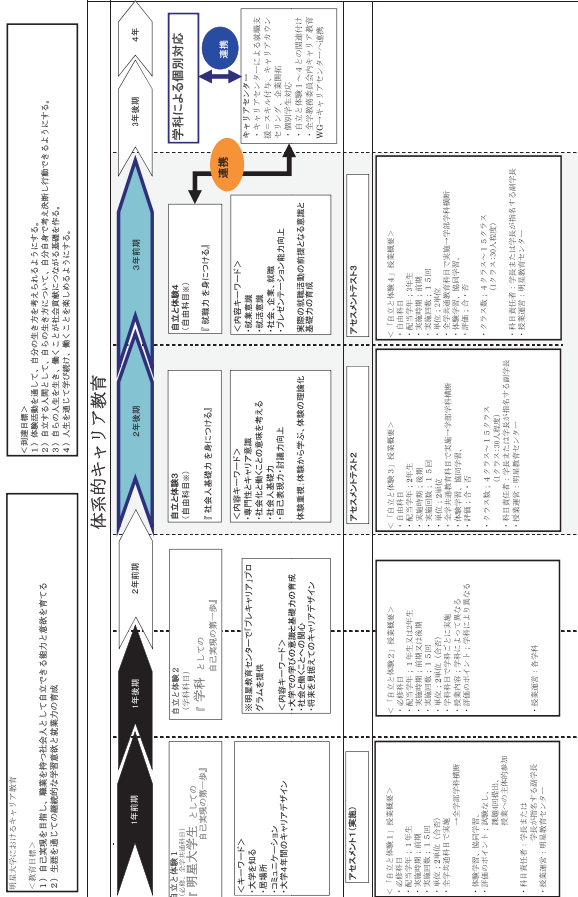 明星大学におけるキャリア教育
＜教育目標＞
1）自己実現を目指し、職業を持つ社会人として自立できる能力と意欲を育てる
2）生涯を通じての継続的な学習意欲と就業力の育成
＜到達目標＞
1）体験活動を通して、自分の生き方を考えられるようにする。
2）自立する人間として、自らの生き方について、自分自身で考え決断し行動できるようにする。
3）自らの人生を生き、働くことが社会貢献につながる基礎を作る。
4）人生を通じて学び続け、働くことを楽しめるようにする。
体系的キャリア教育
1年前期
1年後期
2年前期
2年後期
3年前期
3年後期
4年
自立と体験1
『明星大学生 としての
自己実現の第一歩』
＜キーワード＞
・大学を知る
・居場所
・コミュニケーション
・大学4年間のキャリアデザイン
アセスメント1（実施）
＜「自立と体験1」授業概要＞
・必修科目
・配当学年：1年生
・実施時期：前期
・実施回数：15回
・単位：2単位（合否）
・全学共通科目で実施
→全学部学科横断
・体験学習、協同学習、
・評価のポイント：試験なし、
課題4回提出、
授業への主体的参加
・科目責任者：学長または
学長が指名する副学長
・授業運営：明星教育センター
自立と体験2
（学科科目）
『 学科 としての
自己実現の第一歩』
※明星教育センターで「プレキャリア」プロ
グラムを提供
＜内容キーワード＞
・大学での学びの意識と基礎力の育成
・社会と働くことへの関心
・将来を見据えてのキャリアデザイン
＜「自立と体験2」授業概要＞
・必修科目
・配当学年：1年生又は2年生
・実施時期：前期又は後期
・実施回数：15回
・単位：2単位（合否）
・学科科目で学科ごとに実施
・授業内容：学科によって異なる
・評価のポイント：学科により異なる
・授業運営：各学科
自立と体験3
（自由科目※）
『 社会人基礎力 を身につける』
＜内容キーワード＞
・専門性とキャリア意識
・社会化と働くことの意味を考える
・社会人基礎力
・自己表現力・討議力向上
体験重視：体験から学ぶ、体験の理論化
アセスメントテスト2
＜「自立と体験3」授業概要＞
・自由科目
・配当学年：2年生
・実施時期：後期
・実施回数：15回
・単位：2単位
・全学共通教育科目で実施→学部学科横断
・体験学習、協同学習、
・評価：合・否
・クラス数：4クラス～15クラス
（1クラス:30人程度）
・科目責任者：学長または学長が指名する副学長
・授業運営：明星教育センター
自立と体験4
（自由科目※）
『 就職力 を身につける』
＜内容キーワード＞
・就業意識
・就活意識
・社会、企業、就職
・プレゼンテーション能力向上
実際の就職活動の前提となる意識と
基礎力の育成
アセスメントテスト3
＜「自立と体験4」授業概要＞
・自由科目
・配当学年：3年生
・実施時期：前期
・実施回数：15回
・単位：2単位
・全学共通教育科目で実施→学部学科横断
・体験学習、協同学習、
・評価：合・否
・クラス数：4クラス～15クラス
（1クラス:30人程度）
・科目責任者：学長または学長が指名する副学長
・授業運営：明星教育センター
学科による個別対応
連携
連携
キャリアセンター
・キャリアセンターによる就職支
援＝スキル付与、キャリアカウン
セリング、企業開拓
・個別学生対応
・自立と体験1～4との関連付け
・全学教務委員会内キャリア教育
WG→キャリアセンターへ連携